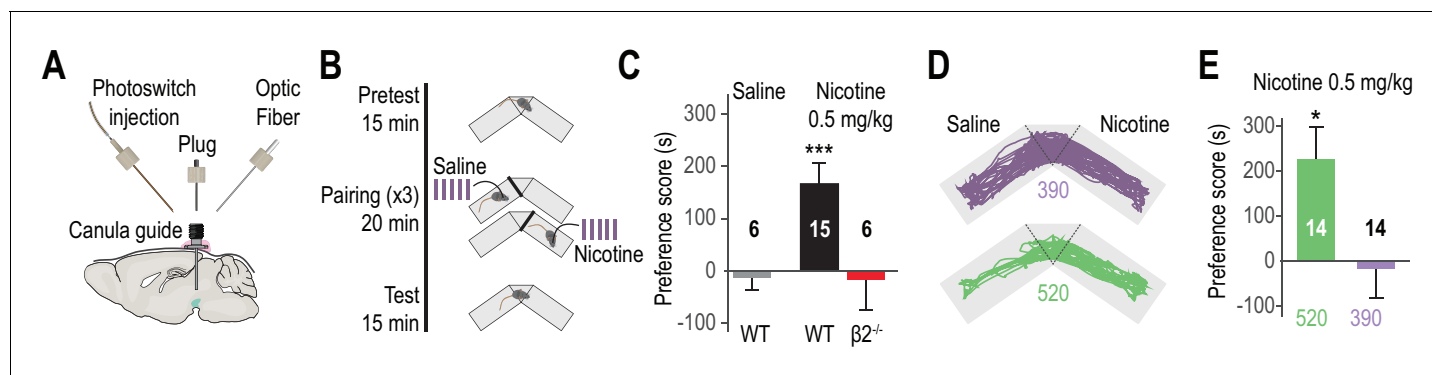 A
Photoswitch
injection
Optic
Fiber
Plug
Canula guide
B
Pretest
15 min
Saline
Pairing (x3)
20 min
Nicotine
Test
15 min
C
Saline
Nicotine
0.5 mg/kg
***
Preference score (s)
300
200
100
0
-100
6
15
6
WT
WT
β2-/-
D
Saline
Nicotine
390
520
E
Nicotine 0.5 mg/kg
*
Preference score (s)
300
200
100
0
-100
14
14
520
390